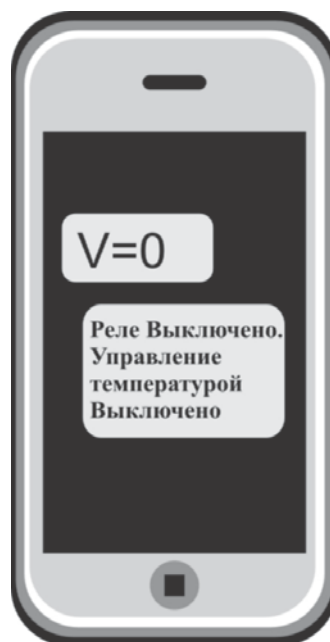 V=0
Реле Выключено.
Управление
температурой
Выключено